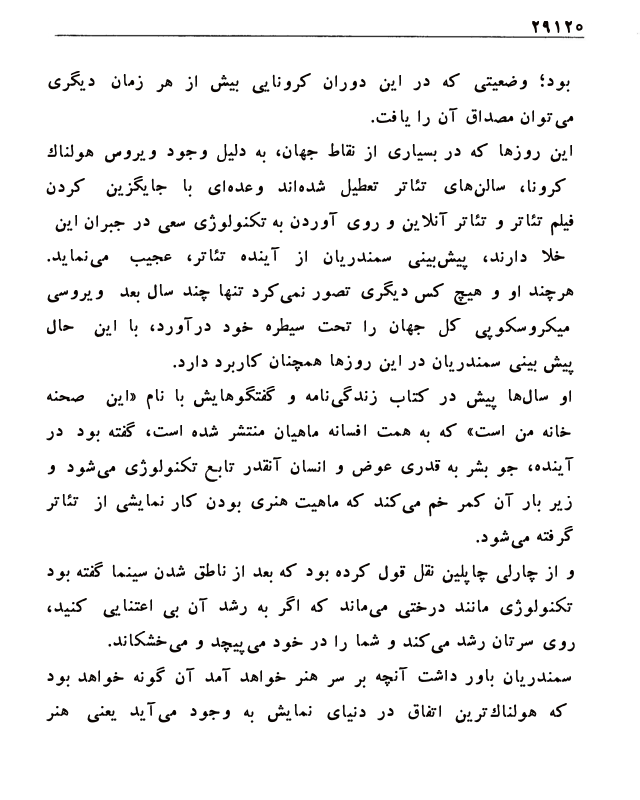 ۲۹۱۲۵
بود؛ وضعیتی که در این دوران کرونایی بیش از هر زمان دیگری
می‌توان مصداق آن را یافت.
این روزها که در بسیاری از نقاط جهان، به دلیل وجود ویروس هولناك
کرونا، سالن‌های تئاتر تعطیل شده‌اند وعده‌ای با جایگزین کردن
فیلم تئاتر و تئاتر آنلاین و روی آوردن به تکنولوژی سعی در جبران این
خلا دارند، پیش‌بینی سمندریان از آینده تئاتر، عجیب می‌نماید.
هرچند او و هیچ کس دیگری تصور نمی‌کرد تنها چند سال بعد ویروسی
میکروسکوپی کل جهان را تحت سیطره خود درآورد، با این حال
پیش بینی سمندریان در این روزها همچنان کاربرد دارد.
او سال‌ها پیش در کتاب زندگی‌نامه و گفتگوهایش با نام «این صحنه
خانه من است» که به همت افسانه ماهیان منتشر شده است، گفته بود در
آینده، جو بشر به قدری عوض و انسان آنقدر تابع تکنولوژی می‌شود و
زیر بار آن کمر خم می‌کند که ماهیت هنری بودن کار نمایشی از تئاتر
گرفته می‌شود.
و از چارلی چاپلین نقل قول کرده بود که بعد از ناطق شدن سینما گفته بود
تکنولوژی مانند درختی می‌ماند که اگر به رشد آن بی اعتنایی کنید،
روی سرتان رشد می‌کند و شما را در خود می‌پیچد و می‌خشکاند.
سمندریان باور داشت آنچه بر سر هنر خواهد آمد آن گونه خواهد بود
که هولناك‌ترین اتفاق در دنیای نمایش به وجود می‌آید یعنی هنر